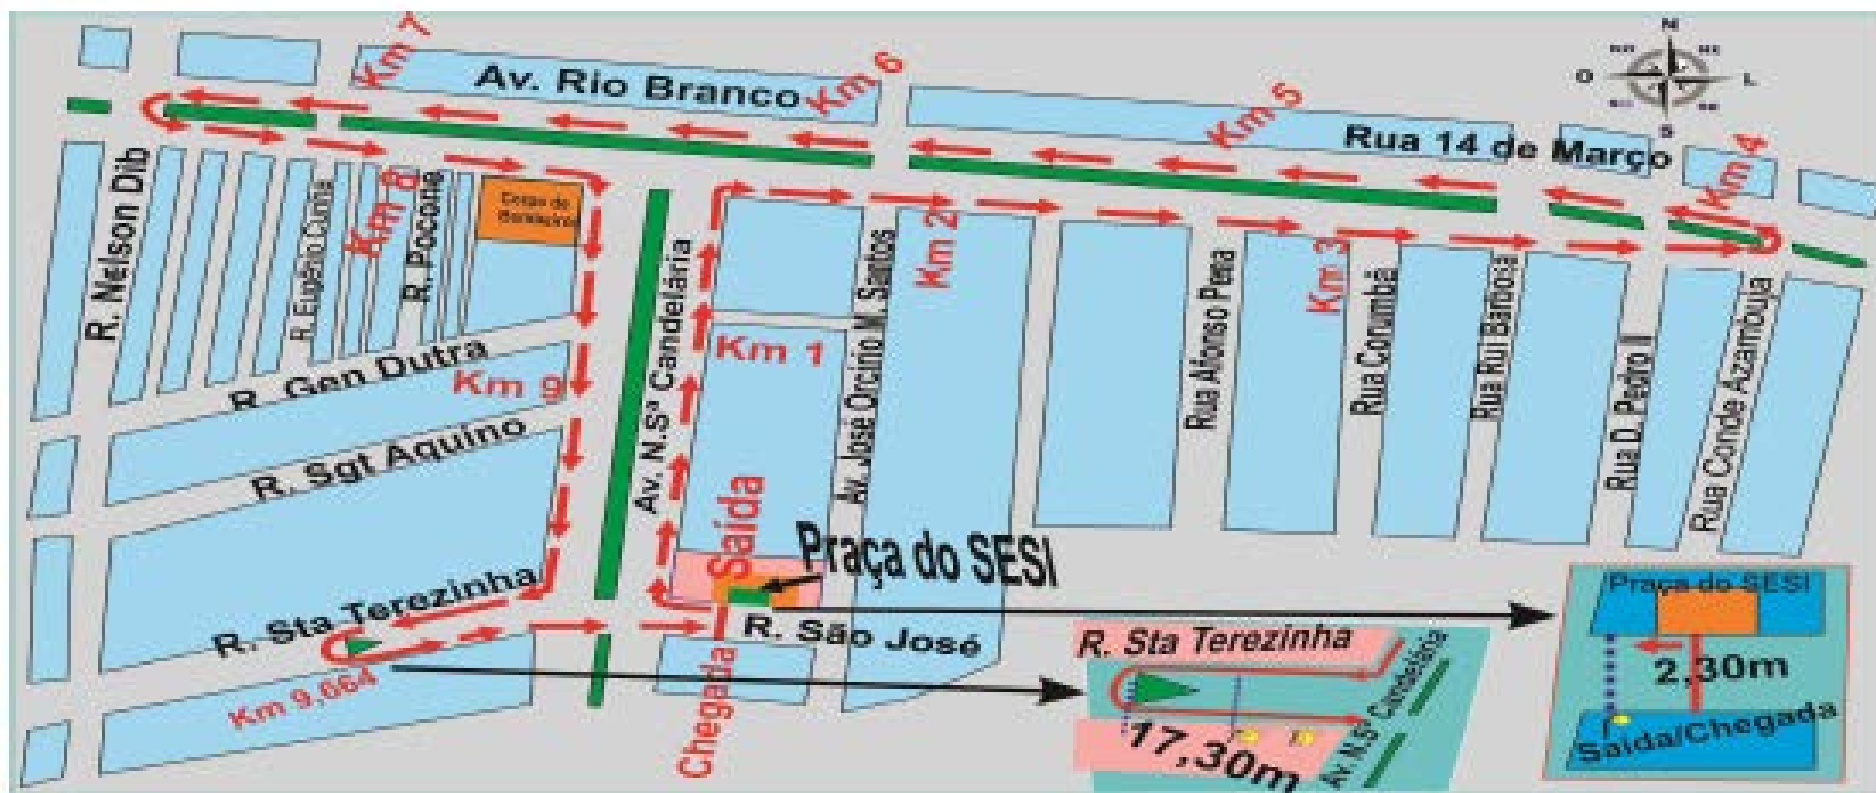 Km 7
Av. Rio Branco
Km 6
Km 5
Rua 14 de Março
Km 4
N
O
L
S
R. Nelson Dib
R. Eugênio Cunha
Km 8
R. Poconé
Av. N.Sª Candelária
Km 1
Av. José Orcirio M. Santos
Km 2
Rua Afonso Pena
Km 3
Rua Corumbá
Rua Rui Barbosa
Rua D. Pedro II
Rua Conde Azambuja
R. Gen Dutra
Km 9
R. Sgt Aquino
Saída
Praça do SESI
R. Sta Terezinha
Km 9,664
R. São José
Chegada
R. Sta Terezinha
17,30m
Av N.Sª Candelária
Praça do SESI
2,30m
Saida/Chegada